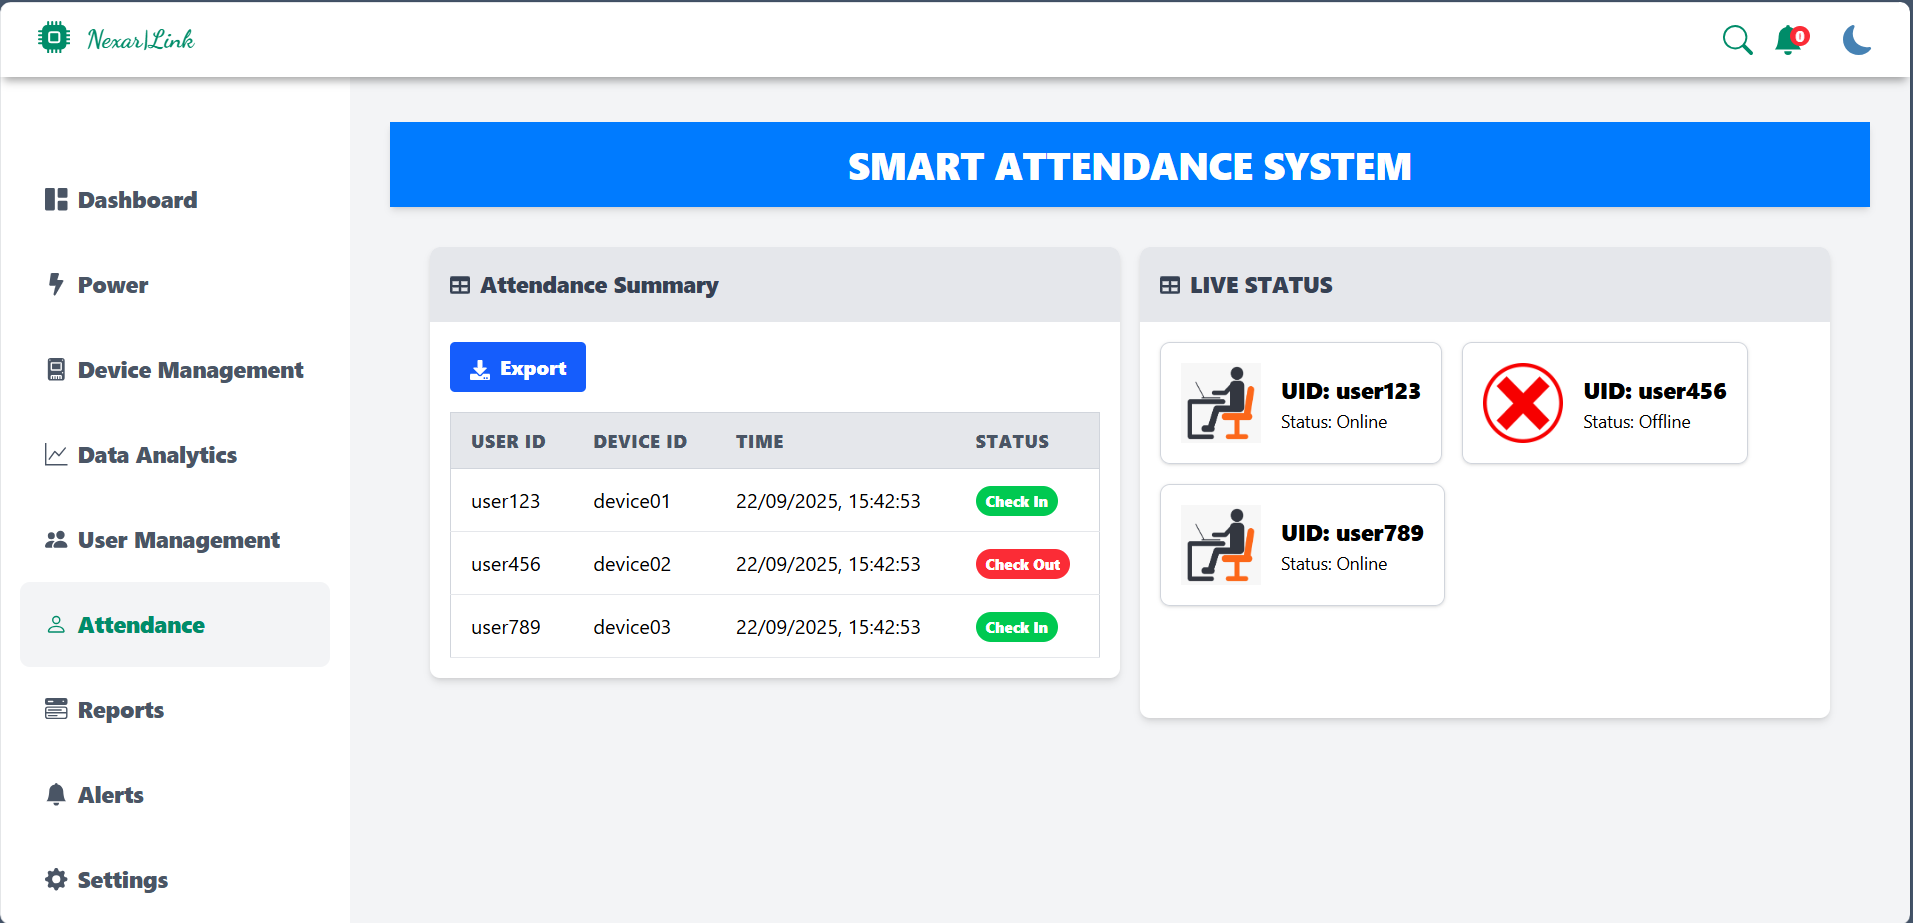 Nexar|Link
0
Dashboard
Power
Device Management
Data Analytics
User Management
Attendance
Reports
Alerts
Settings
SMART ATTENDANCE SYSTEM
Attendance Summary
Export
USER ID DEVICE ID TIME STATUS
user123 device01 22/09/2025, 15:42:53 Check In
user456 device02 22/09/2025, 15:42:53 Check Out
user789 device03 22/09/2025, 15:42:53 Check In
LIVE STATUS
UID: user123
Status: Online
UID: user456
Status: Offline
UID: user789
Status: Online